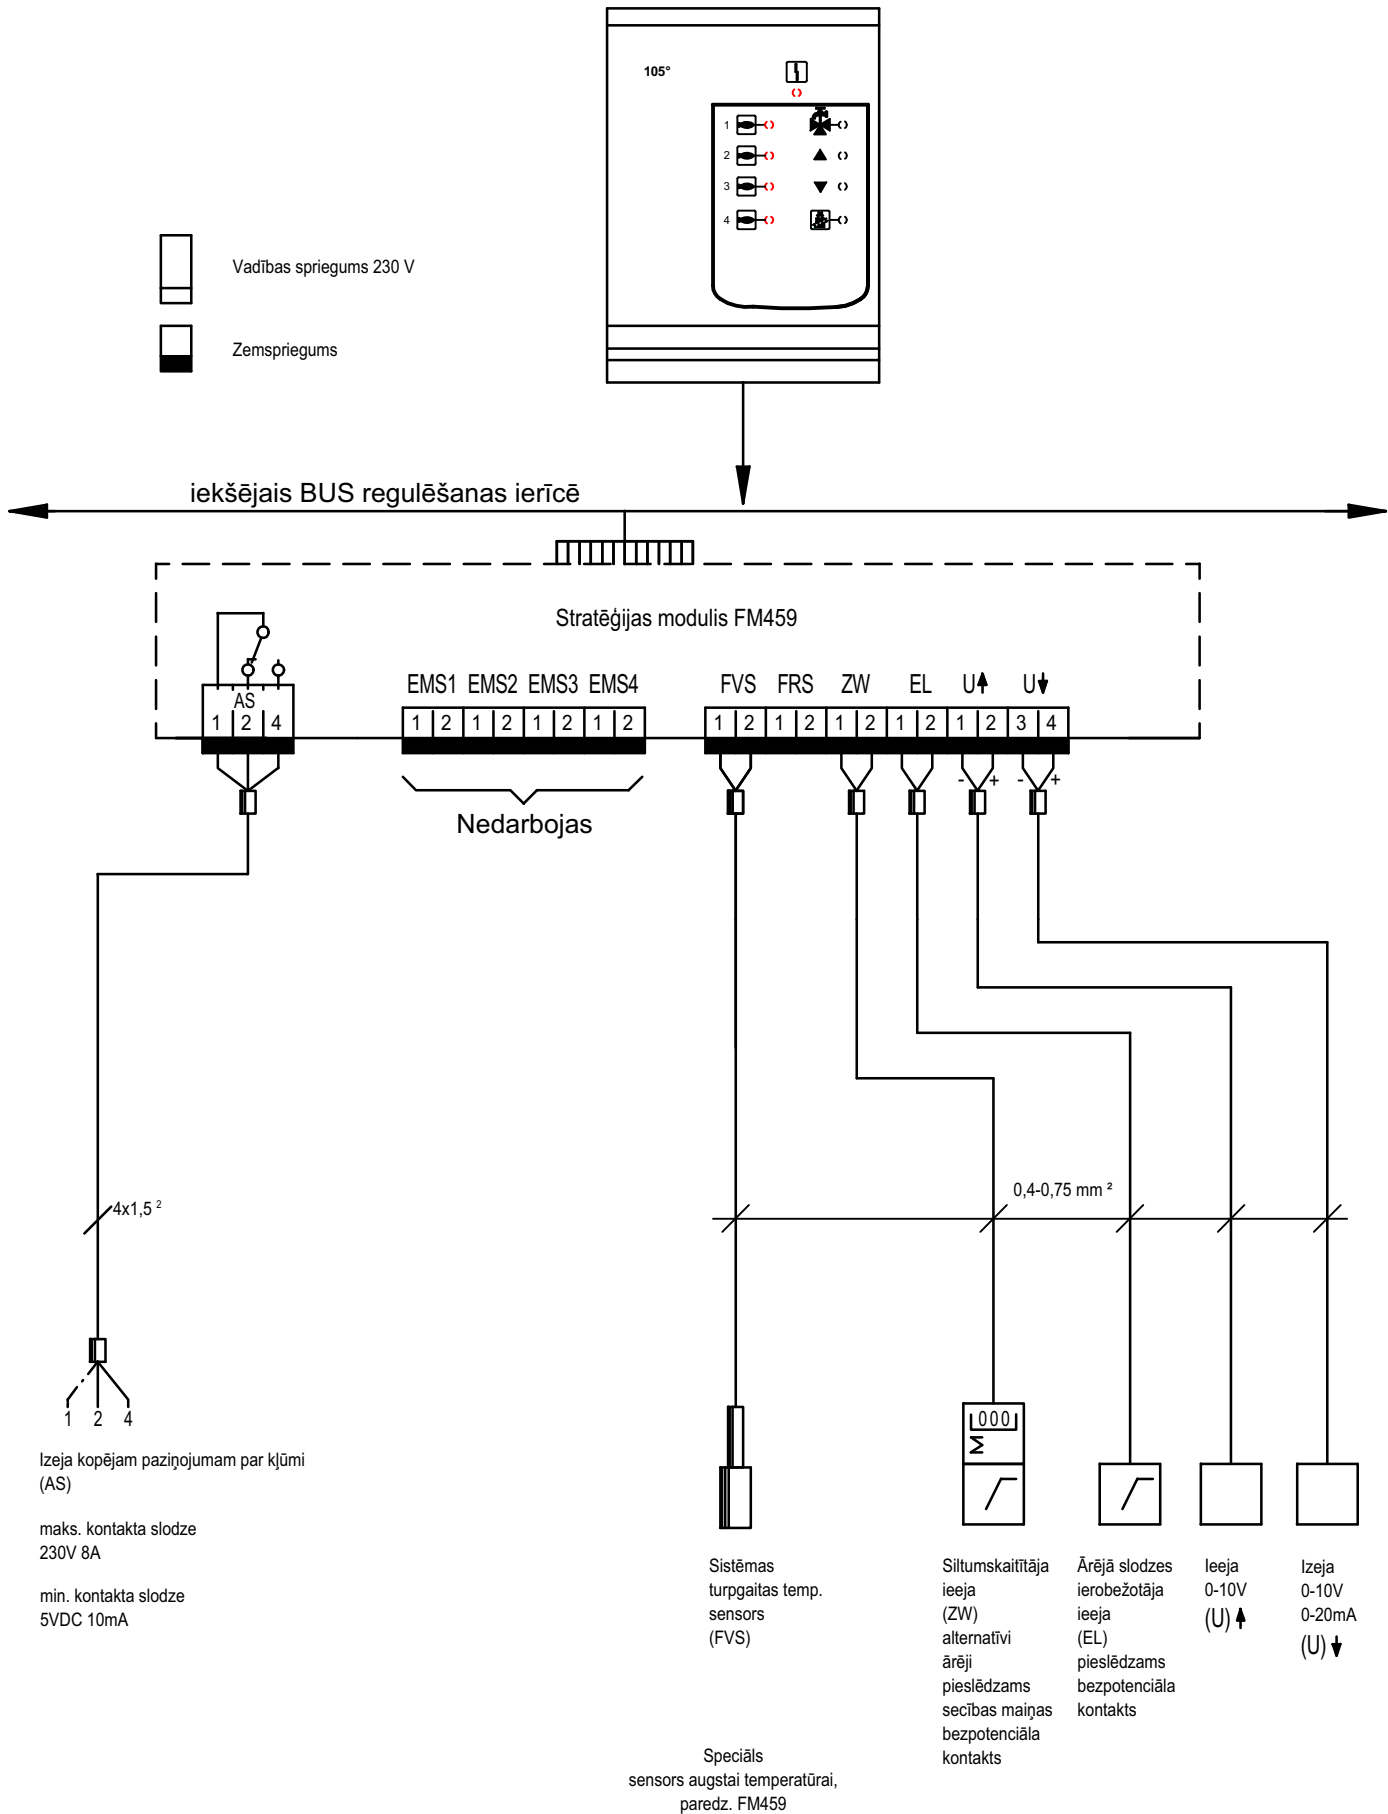 105°
1
2
3
4
Vadības spriegums 230 V
Zemspriegums
iekšējais BUS regulēšanas ierīcē
Stratēģijas modulis FM459
AS
1 2 4
EMS1 EMS2 EMS3 EMS4
1 2 1 2 1 2 1 2
FVS FRS ZW EL U U
1 2 1 2 1 2 1 2 1 2 3 4
- + - +
Nedarbojas
4x1,5 ²
0,4-0,75 mm ²
1 2 4
000
Σ
Izeja kopējam paziņojumam par kļūmi
(AS)
maks. kontakta slodze
230V 8A
min. kontakta slodze
5VDC 10mA
Sistēmas
turpgaitas temp.
sensors
(FVS)
Siltumskaitītāja
ieeja
(ZW)
alternatīvi
ārēji
pieslēdzams
secības maiņas
bezpotenciāla
kontakts
Ārējā slodzes
ierobežotāja
ieeja
(EL)
pieslēdzams
bezpotenciāla
kontakts
Ieeja
0-10V
(U)
Izeja
0-10V
0-20mA
(U)
Speciāls
sensors augstai temperatūrai,
paredz. FM459